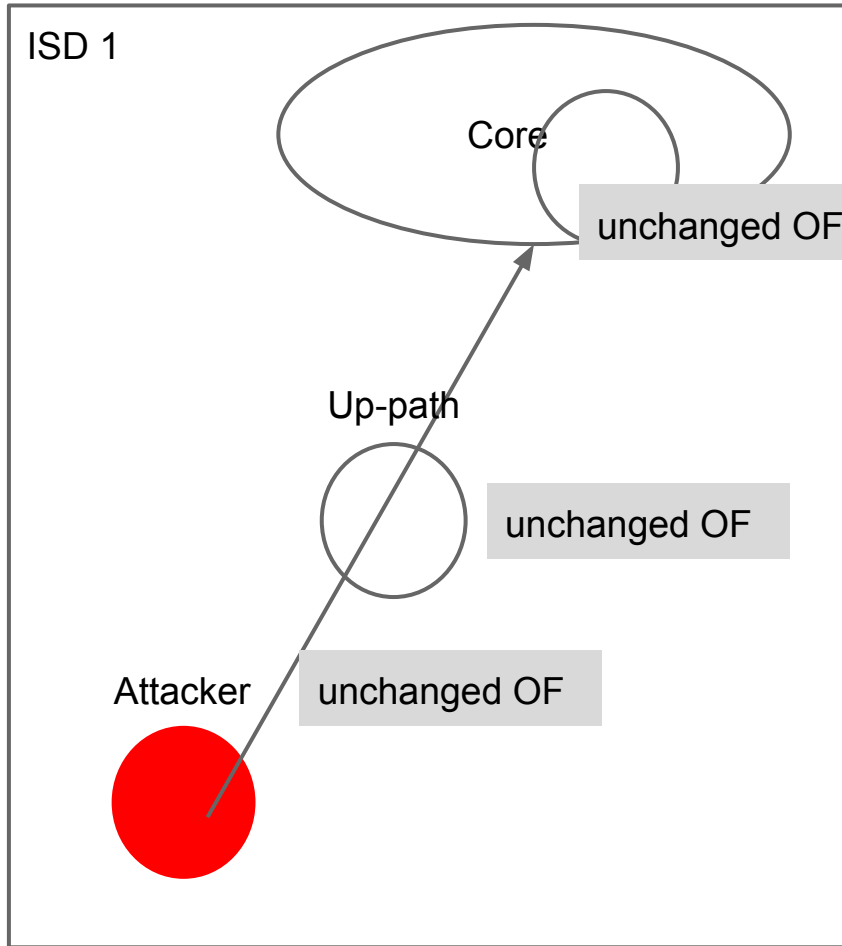 ISD 1
Core
unchanged OF
Up-path
unchanged OF
Attacker
unchanged OF